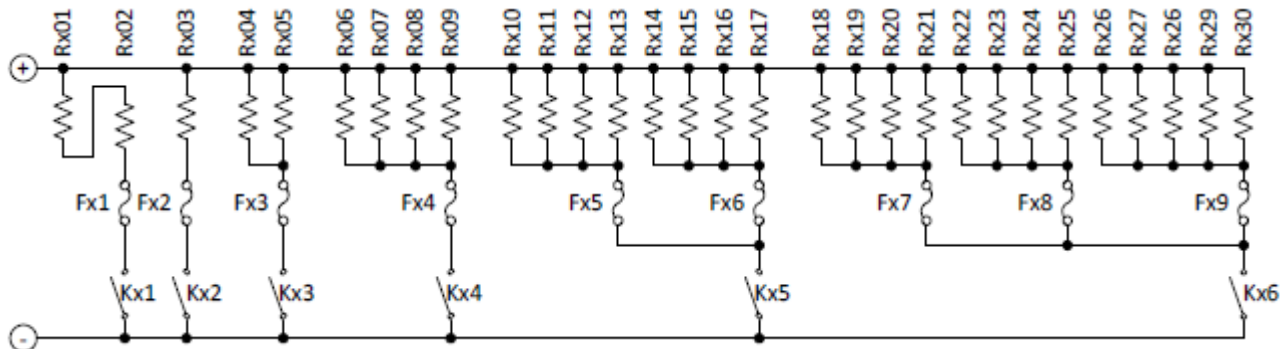 Rx01 Rx02 Rx03 Rx04 Rx05 Rx06 Rx07 Rx08 Rx09 Rx10 Rx11 Rx12 Rx13 Rx14 Rx15 Rx16 Rx17 Rx18 Rx19 Rx20 Rx21 Rx22 Rx23 Rx24 Rx25 Rx26 Rx27 Rx26 Rx29 Rx30
+
Fx1 Fx2 Fx3 Fx4 Fx5 Fx6 Fx7 Fx8 Fx9
Kx1 Kx2 Kx3 Kx4 Kx5 Kx6
-